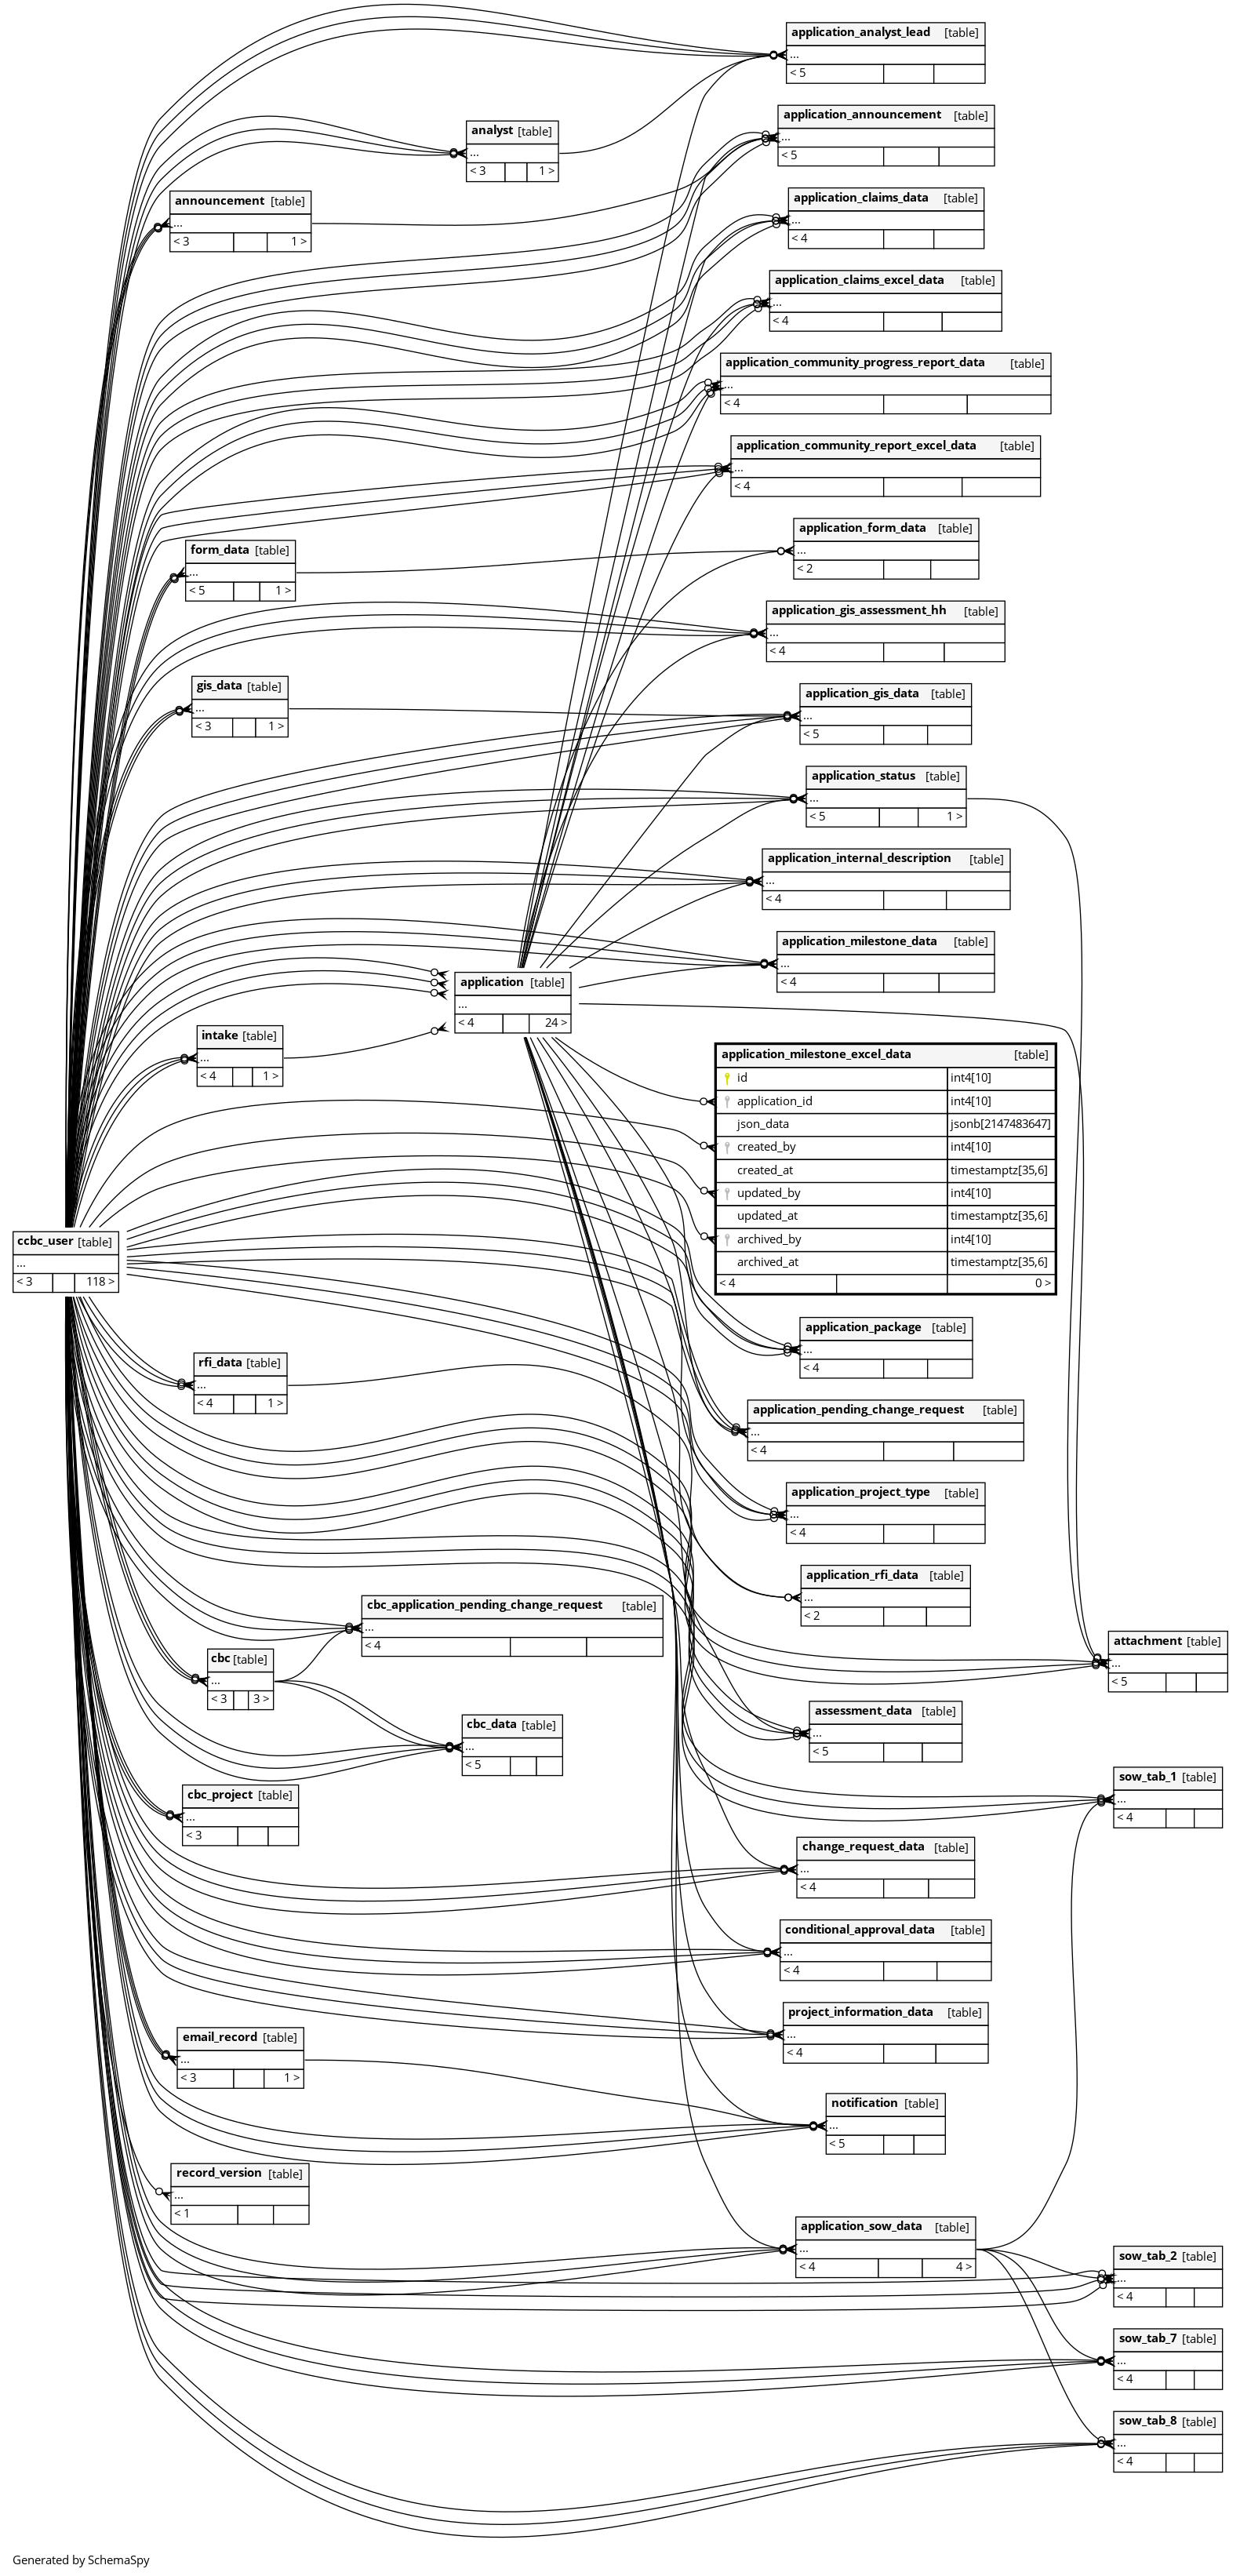 application_analyst_lead [table]
...
< 5
application_announcement [table]
...
< 5
analyst [table]
...
< 3 1 >
application_claims_data [table]
...
< 4
announcement [table]
...
< 3 1 >
application_claims_excel_data [table]
...
< 4
application_community_progress_report_data [table]
...
< 4
application_community_report_excel_data [table]
...
< 4
application_form_data [table]
...
< 2
form_data [table]
...
< 5 1 >
application_gis_assessment_hh [table]
...
< 4
gis_data [table]
...
< 3 1 >
application_gis_data [table]
...
< 5
application_status [table]
...
< 5 1 >
application_internal_description [table]
...
< 4
application_milestone_data [table]
...
< 4
application [table]
...
< 4 24 >
intake [table]
...
< 4 1 >
application_milestone_excel_data [table]
id int4[10]
application_id int4[10]
json_data jsonb[2147483647]
created_by int4[10]
created_at timestamptz[35,6]
updated_by int4[10]
updated_at timestamptz[35,6]
archived_by int4[10]
archived_at timestamptz[35,6]
< 4 0 >
ccbc_user [table]
...
< 3 118 >
application_package [table]
...
< 4
rfi_data [table]
...
< 4 1 >
application_pending_change_request [table]
...
< 4
application_project_type [table]
...
< 4
application_rfi_data [table]
...
< 2
cbc_application_pending_change_request [table]
...
< 4
attachment [table]
...
< 5
cbc [table]
...
< 3 3 >
assessment_data [table]
...
< 5
cbc_data [table]
...
< 5
sow_tab_1 [table]
...
< 4
cbc_project [table]
...
< 3
change_request_data [table]
...
< 4
conditional_approval_data [table]
...
< 4
project_information_data [table]
...
< 4
email_record [table]
...
< 3 1 >
notification [table]
...
< 5
record_version [table]
...
< 1
application_sow_data [table]
...
< 4 4 >
sow_tab_2 [table]
...
< 4
sow_tab_7 [table]
...
< 4
sow_tab_8 [table]
...
< 4
Generated by SchemaSpy